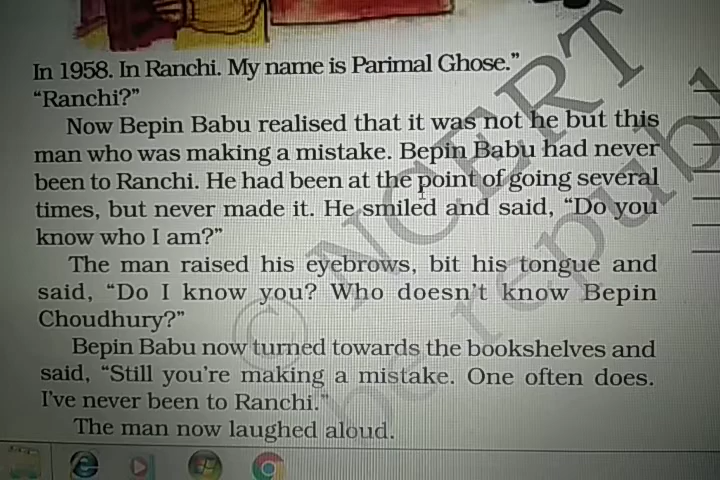 In 1958. In Ranchi. My name is Parimal Ghose.”
“Ranchi?”
Now Bepin Babu realised that it was not he but this
man who was making a mistake. Bepin Babu had never
been to Ranchi. He had been at the point of going several
times, but never made it. He smiled and said, “Do you
know who I am?”
The man raised his eyebrows, bit his tongue and
said, “Do I know you? Who doesn’t know Bepin
Choudhury?”
Bepin Babu now turned towards the bookshelves and
said, “Still you’re making a mistake. One often does.
I’ve never been to Ranchi.”
The man now laughed aloud.
© NCERT
be republ